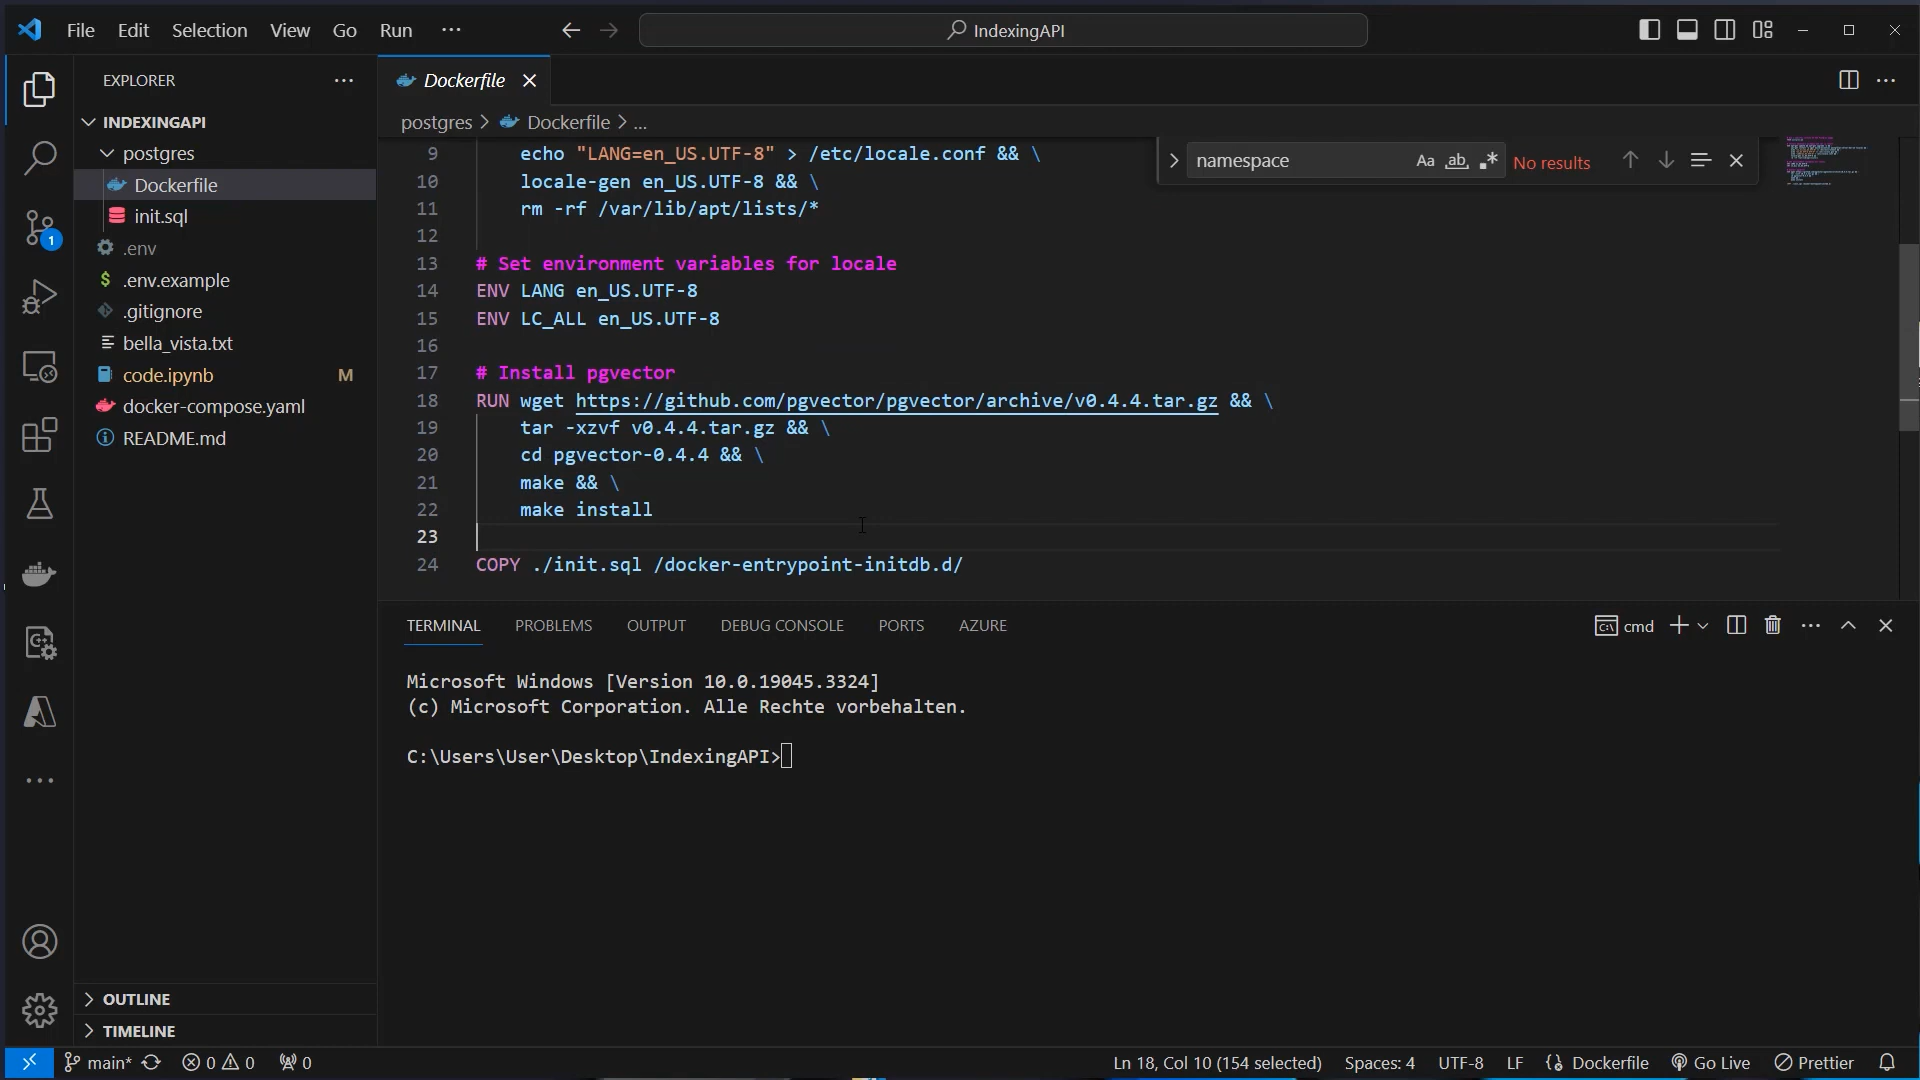 File Edit Selection View Go Run ... IndexingAPI
EXPLORER ...
Dockerfile
INDEXINGAPI
postgres > Dockerfile > ...
postgres
Dockerfile
init.sql
.env
.env.example
.gitignore
bella_vista.txt
code.ipynb M
docker-compose.yaml
README.md
OUTLINE
TIMELINE
1
namespace Aa ab .* No results
9 echo "LANG=en_US.UTF-8" > /etc/locale.conf && \
10 locale-gen en_US.UTF-8 && \
11 rm -rf /var/lib/apt/lists/*
12
13 # Set environment variables for locale
14 ENV LANG en_US.UTF-8
15 ENV LC_ALL en_US.UTF-8
16
17 # Install pgvector
18 RUN wget https://github.com/pgvector/pgvector/archive/v0.4.4.tar.gz && \
19 tar -xzvf v0.4.4.tar.gz && \
20 cd pgvector-0.4.4 && \
21 make && \
22 make install
23
24 COPY ./init.sql /docker-entrypoint-initdb.d/
TERMINAL PROBLEMS OUTPUT DEBUG CONSOLE PORTS AZURE cmd
Microsoft Windows [Version 10.0.19045.3324]
(c) Microsoft Corporation. Alle Rechte vorbehalten.
C:\Users\User\Desktop\IndexingAPI>
main* 0 0 0 Ln 18, Col 10 (154 selected) Spaces: 4 UTF-8 LF Dockerfile Go Live Prettier